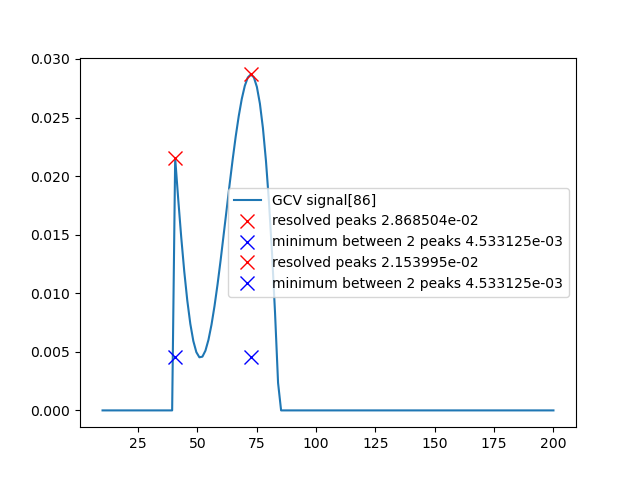 0.030
0.025
0.020
0.015
0.010
0.005
0.000
GCV signal[86]
resolved peaks 2.868504e-02
minimum between 2 peaks 4.533125e-03
resolved peaks 2.153995e-02
minimum between 2 peaks 4.533125e-03
25 50 75 100 125 150 175 200